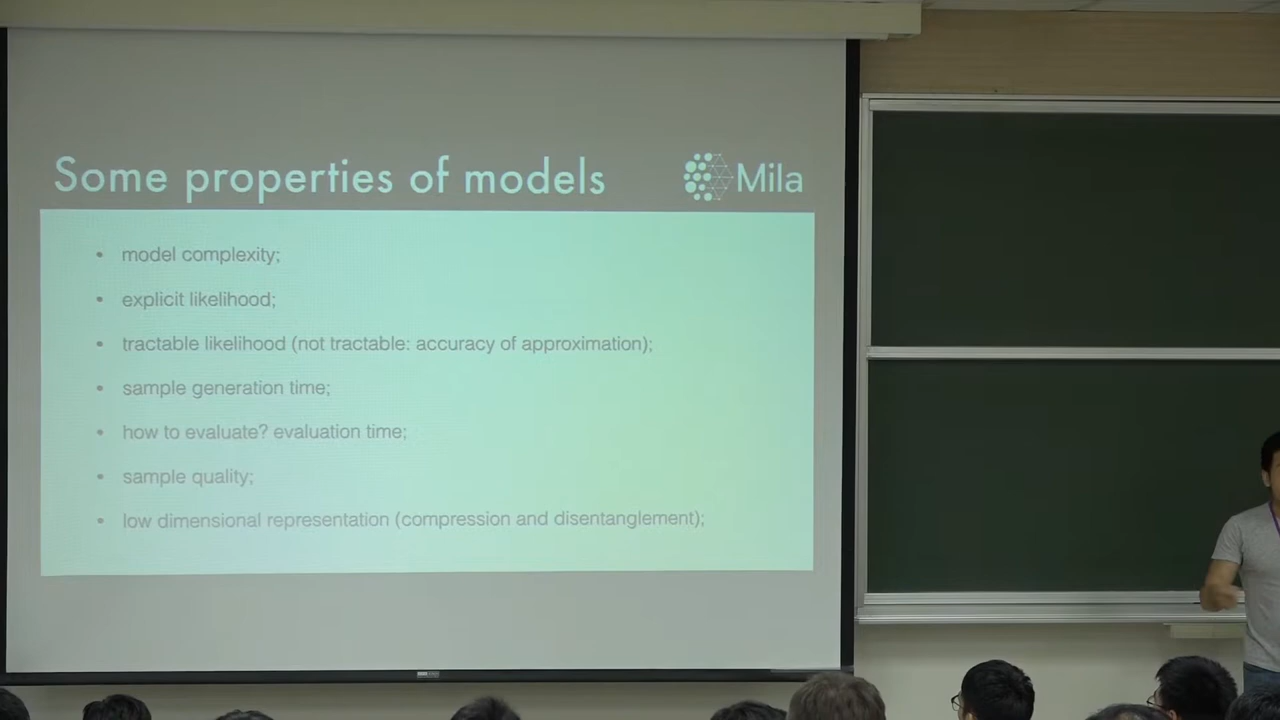 Some properties of models
Mila
• model complexity;
• explicit likelihood;
• tractable likelihood (not tractable: accuracy of approximation);
• sample generation time;
• how to evaluate? evaluation time;
• sample quality;
• low dimensional representation (compression and disentanglement);